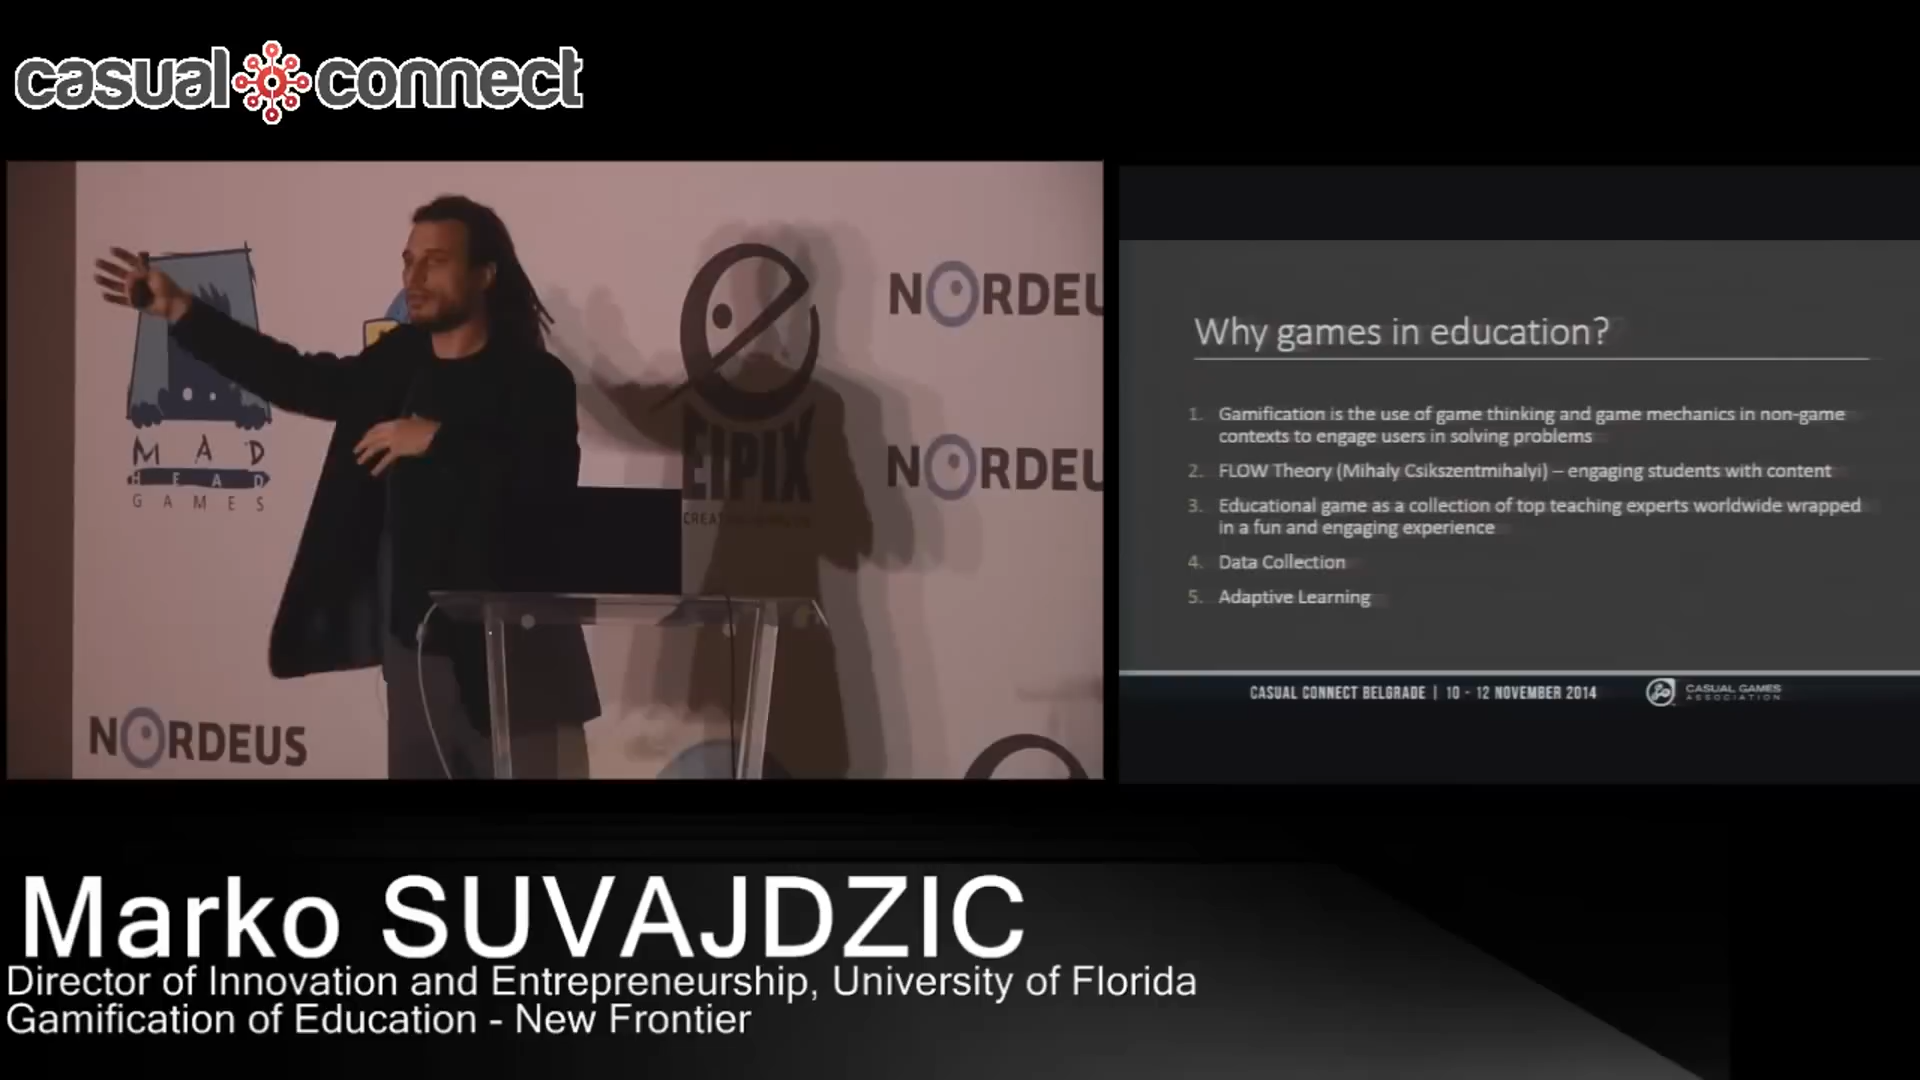 casual connect
MAD
HEAD
GAMES
EIPIX
NORDEU
NORDEU
NORDEUS
Why games in education?
1. Gamification is the use of game thinking and game mechanics in non-game
contexts to engage users in solving problems
2. FLOW Theory (Mihaly Csikszentmihalyi) – engaging students with content
3. Educational game as a collection of top teaching experts worldwide wrapped
in a fun and engaging experience
4. Data Collection
5. Adaptive Learning
CASUAL CONNECT BELGRADE | 10 - 12 NOVEMBER 2014
CASUAL GAMES
ASSOCIATION
Marko SUVAJDZIC
Director of Innovation and Entrepreneurship, University of Florida
Gamification of Education - New Frontier